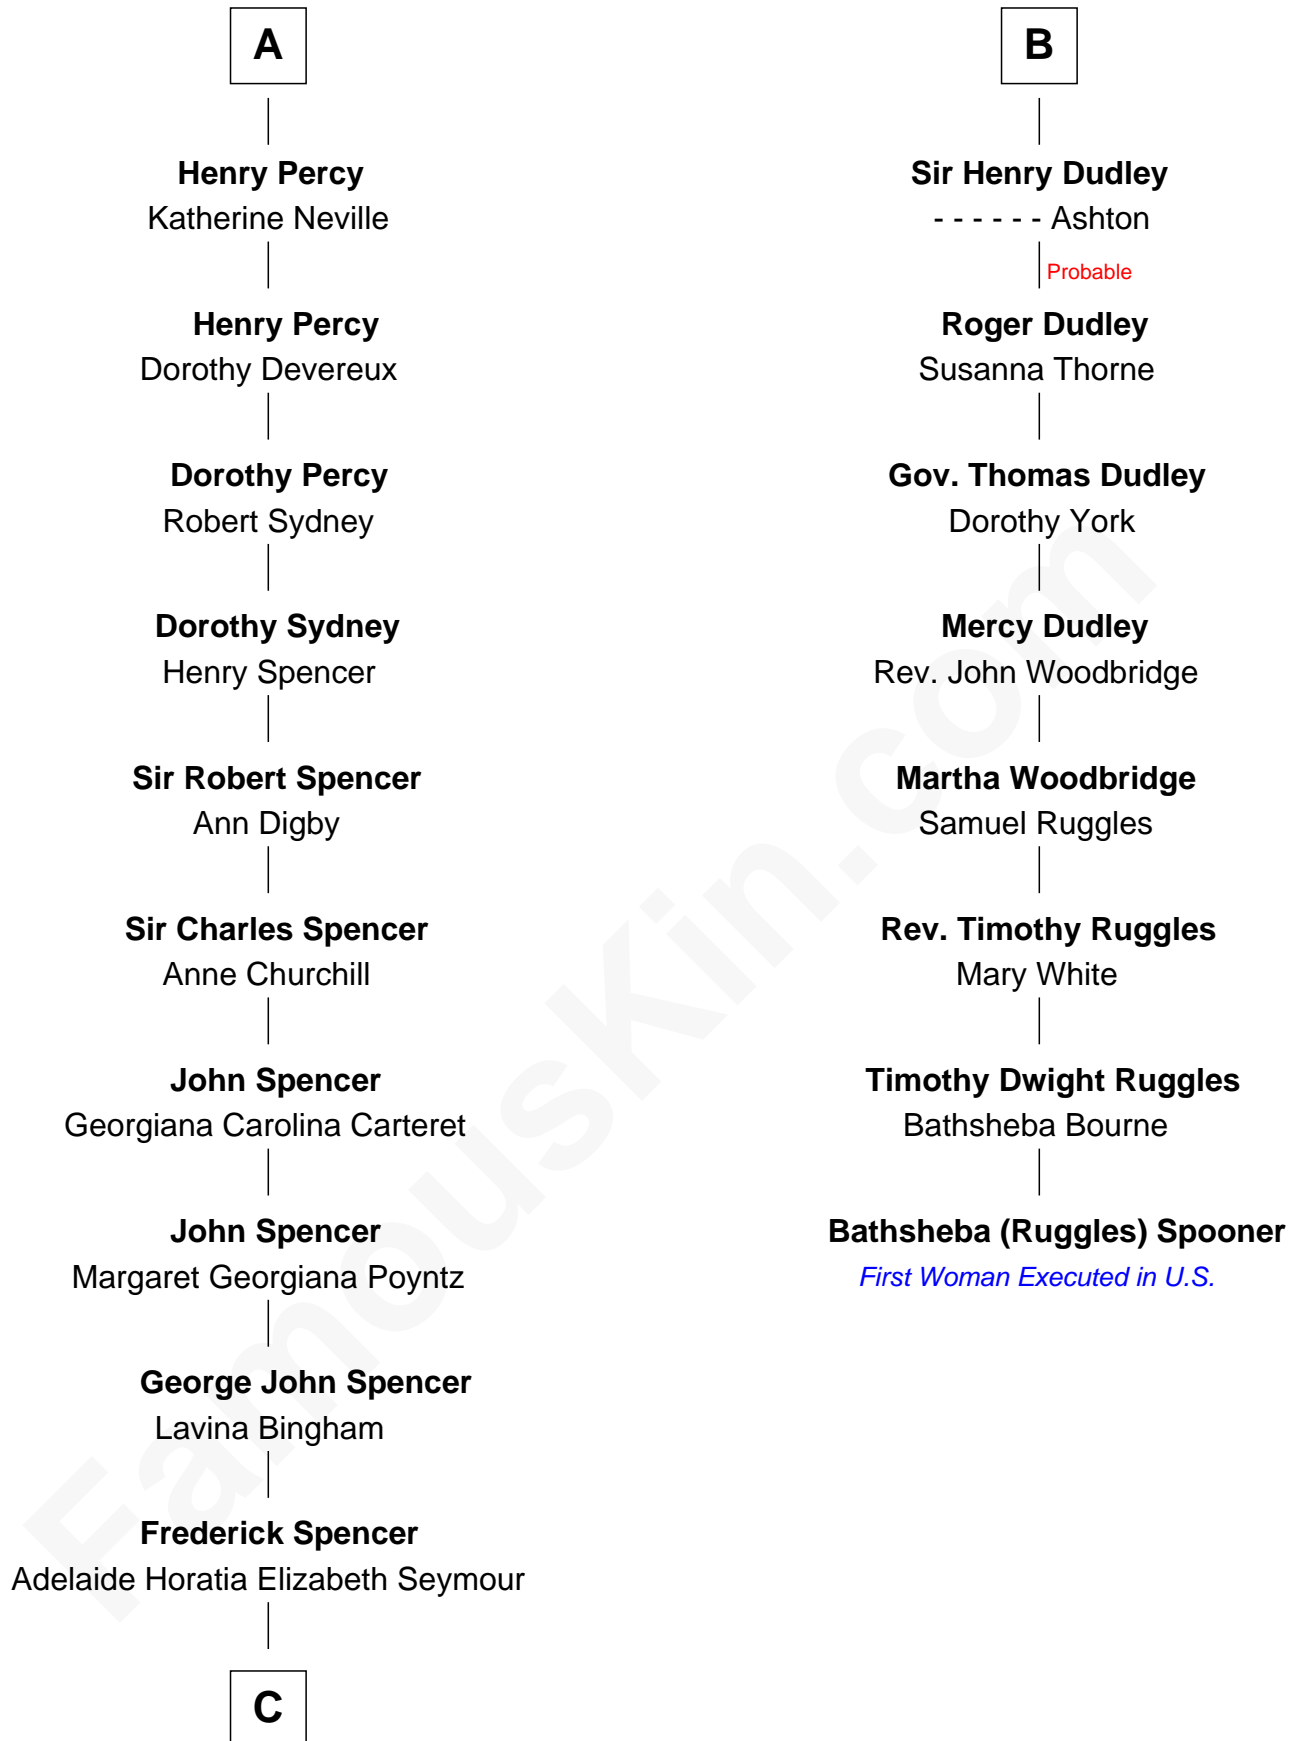 A
Henry Percy
Katherine Neville
Henry Percy
Dorothy Devereux
Dorothy Percy
Robert Sydney
Dorothy Sydney
Henry Spencer
Sir Robert Spencer
Ann Digby
Sir Charles Spencer
Anne Churchill
John Spencer
Georgiana Carolina Carteret
John Spencer
Margaret Georgiana Poyntz
George John Spencer
Lavina Bingham
Frederick Spencer
Adelaide Horatia Elizabeth Seymour
C
B
Sir Henry Dudley
- - - - - - Ashton
Probable
Roger Dudley
Susanna Thorne
Gov. Thomas Dudley
Dorothy York
Mercy Dudley
Rev. John Woodbridge
Martha Woodbridge
Samuel Ruggles
Rev. Timothy Ruggles
Mary White
Timothy Dwight Ruggles
Bathsheba Bourne
Bathsheba (Ruggles) Spooner
First Woman Executed in U.S.
FamousKin.com